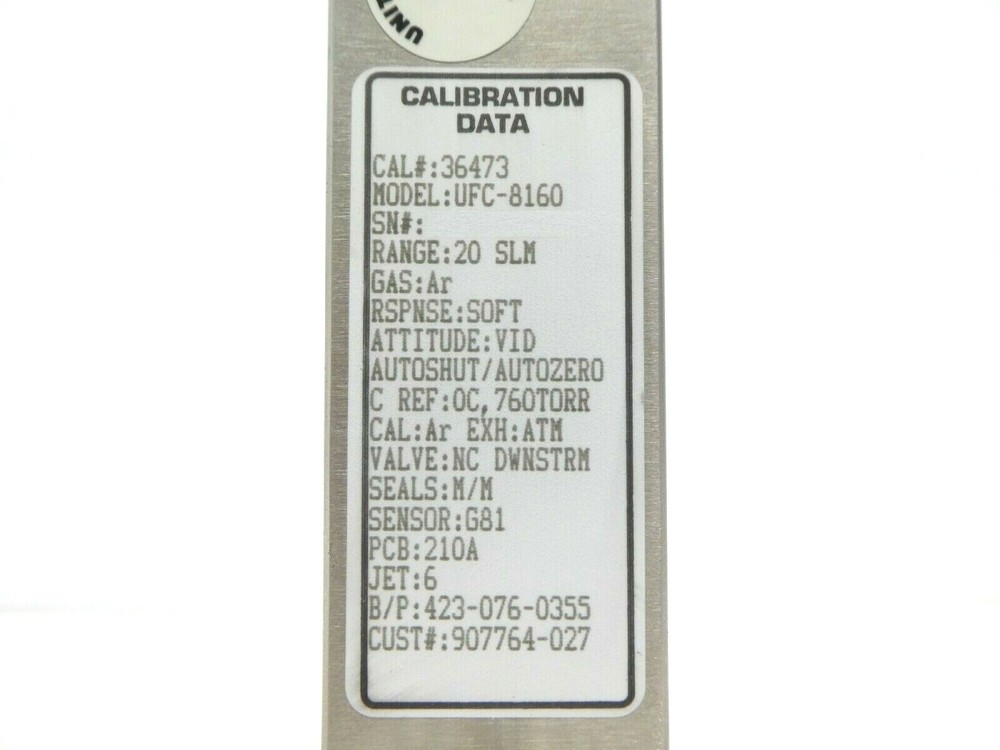 UNIT
CALIBRATION
DATA
CAL#:36473
MODEL:UFC-8160
SN#:
RANGE:20 SLM
GAS:Ar
RSPNSE:SOFT
ATTITUDE:VID
AUTOSHUT/AUTOZERO
C REF:0C,760TORR
CAL:Ar EXH:ATM
VALVE:NC DWNSTRM
SEALS:M/M
SENSOR:G81
PCB:210A
JET:6
B/P:423-076-0355
CUST#:907764-027